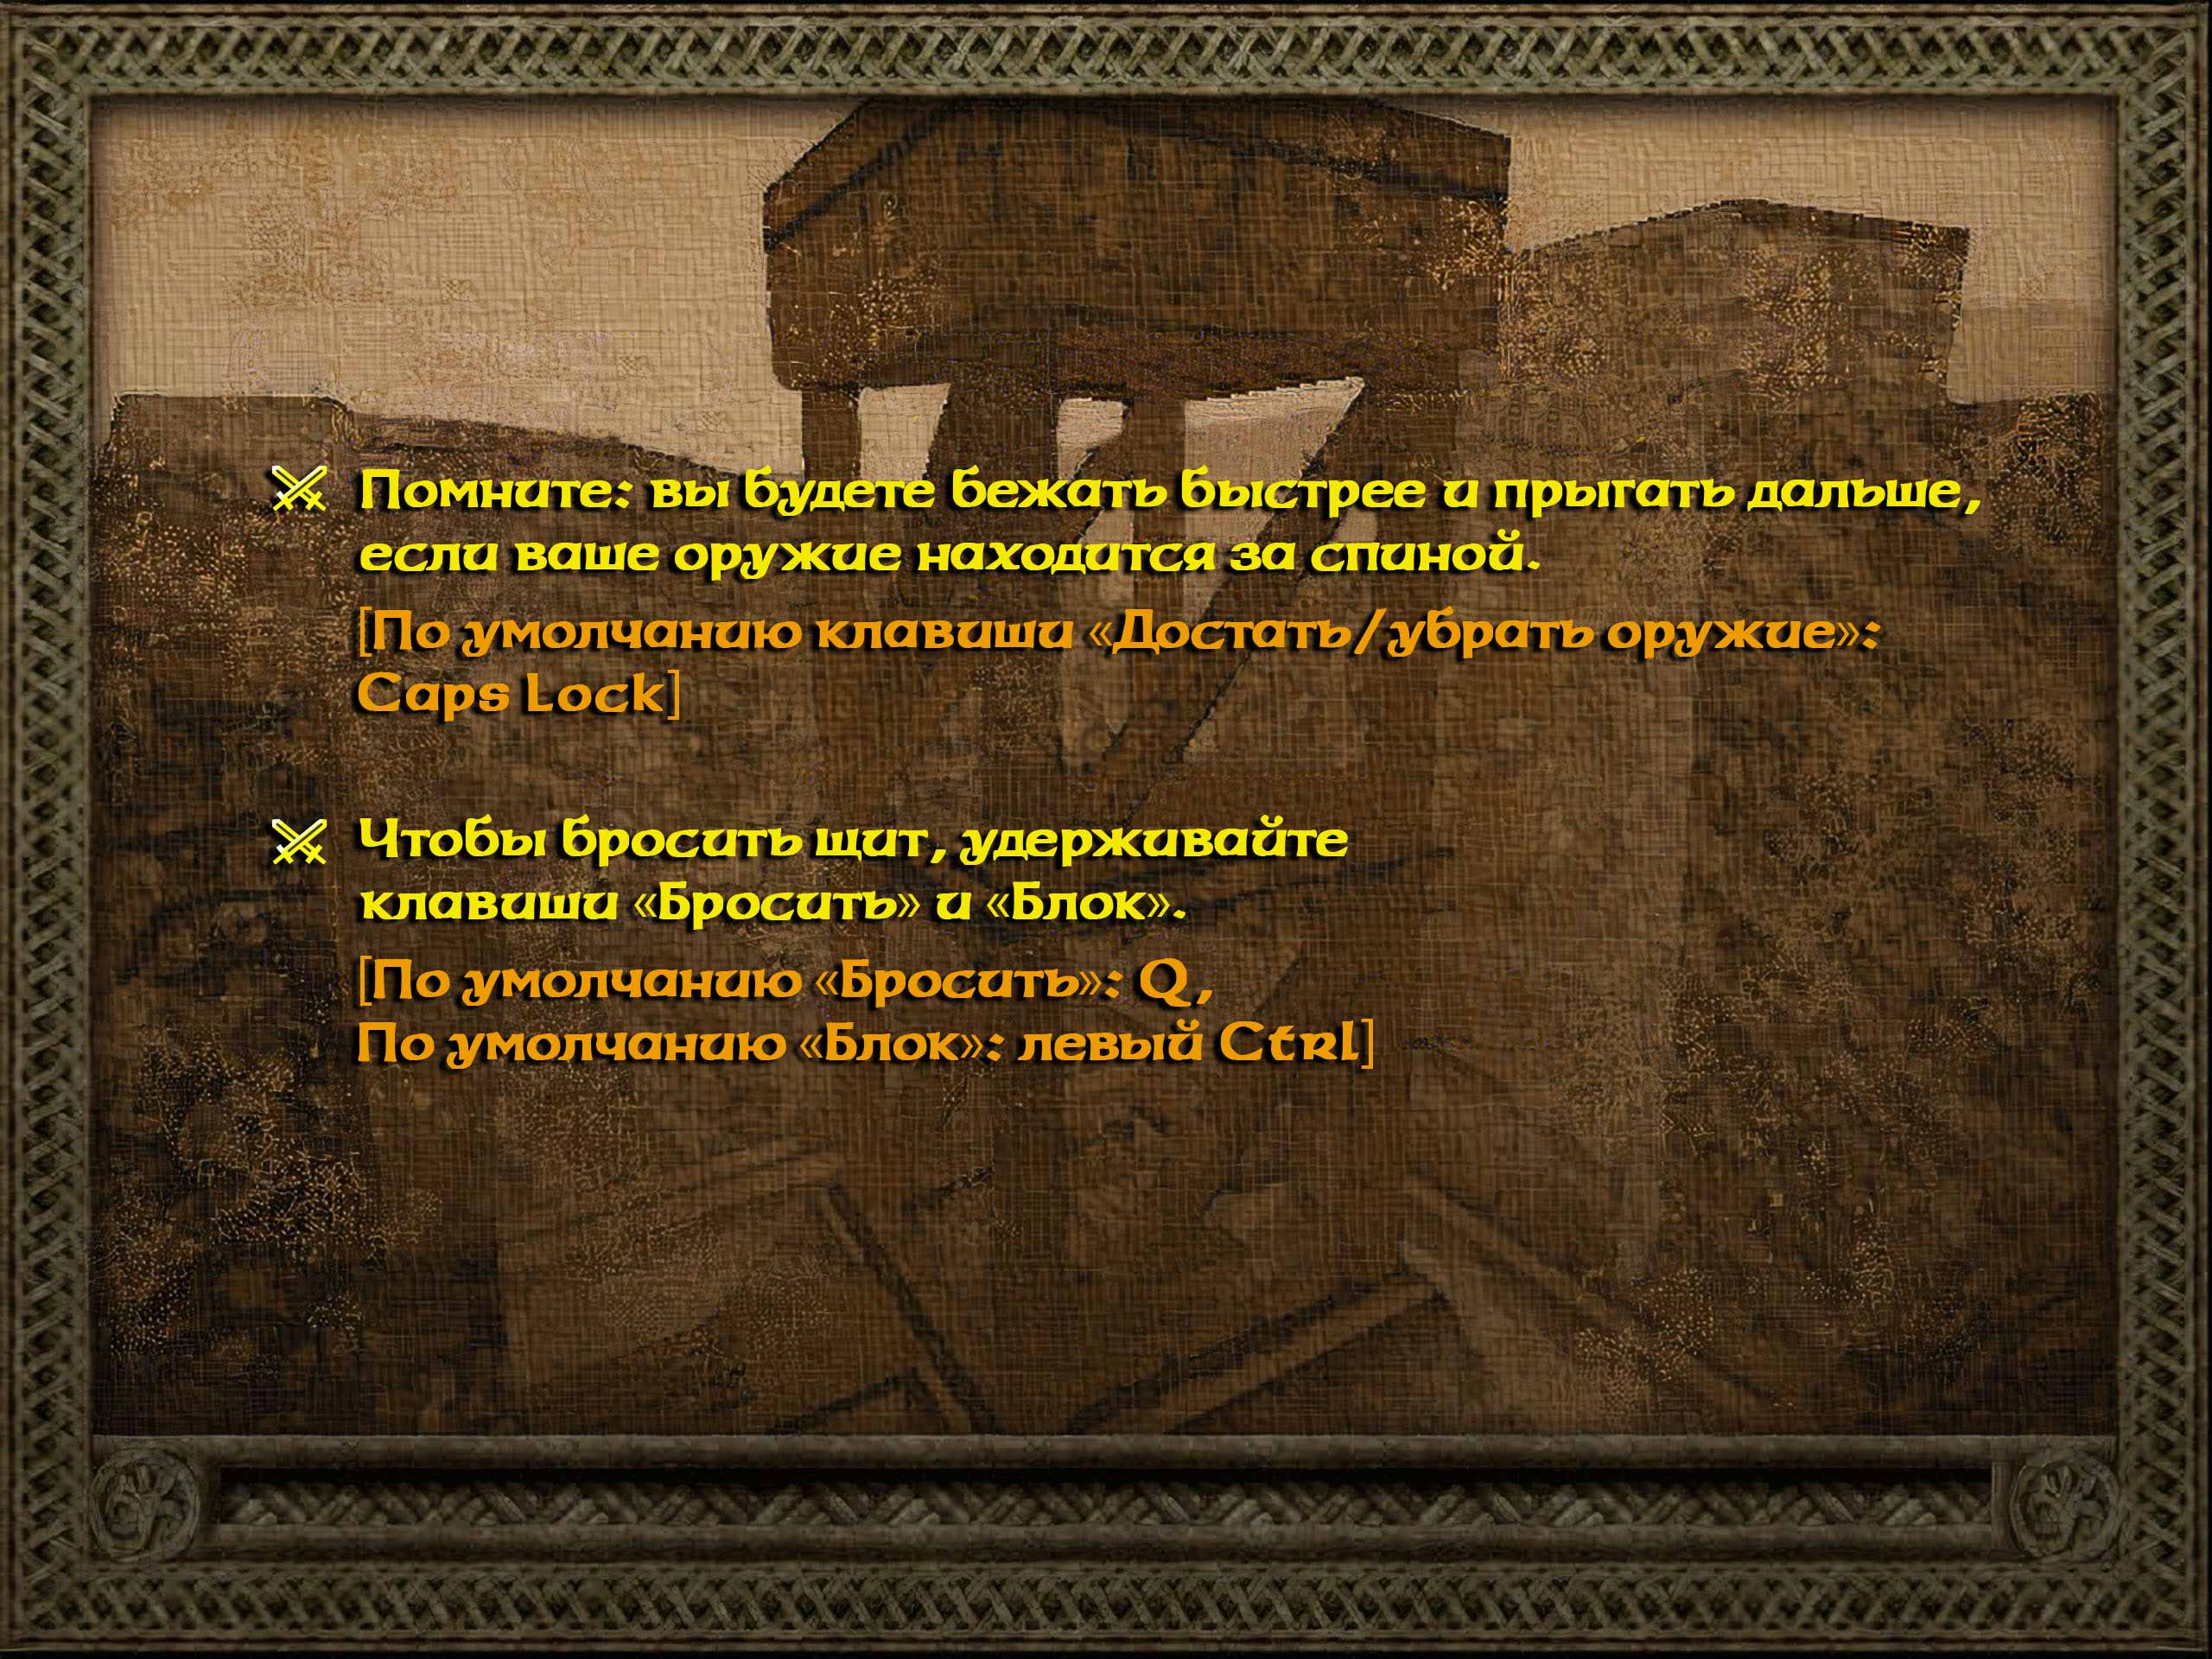 Помните: вы будете бежать быстрее и прыгать дальше,
если ваше оружие находится за спиной.
[По умолчанию клавиши «Достать/убрать оружие»:
Caps Lock]
Чтобы бросить щит, удерживайте
клавиши «Бросить» и «Блок».
[По умолчанию «Бросить»: Q,
По умолчанию «Блок»: левый Ctrl]